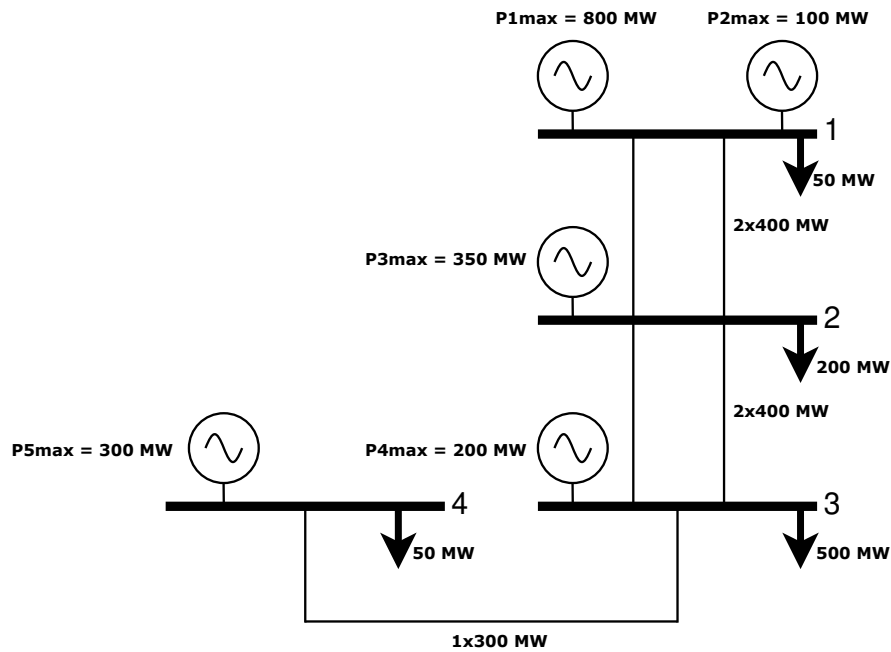 P1max = 800 MW
P2max = 100 MW
1
50 MW
2x400 MW
P3max = 350 MW
2
200 MW
2x400 MW
P5max = 300 MW
P4max = 200 MW
4
3
50 MW
500 MW
1x300 MW